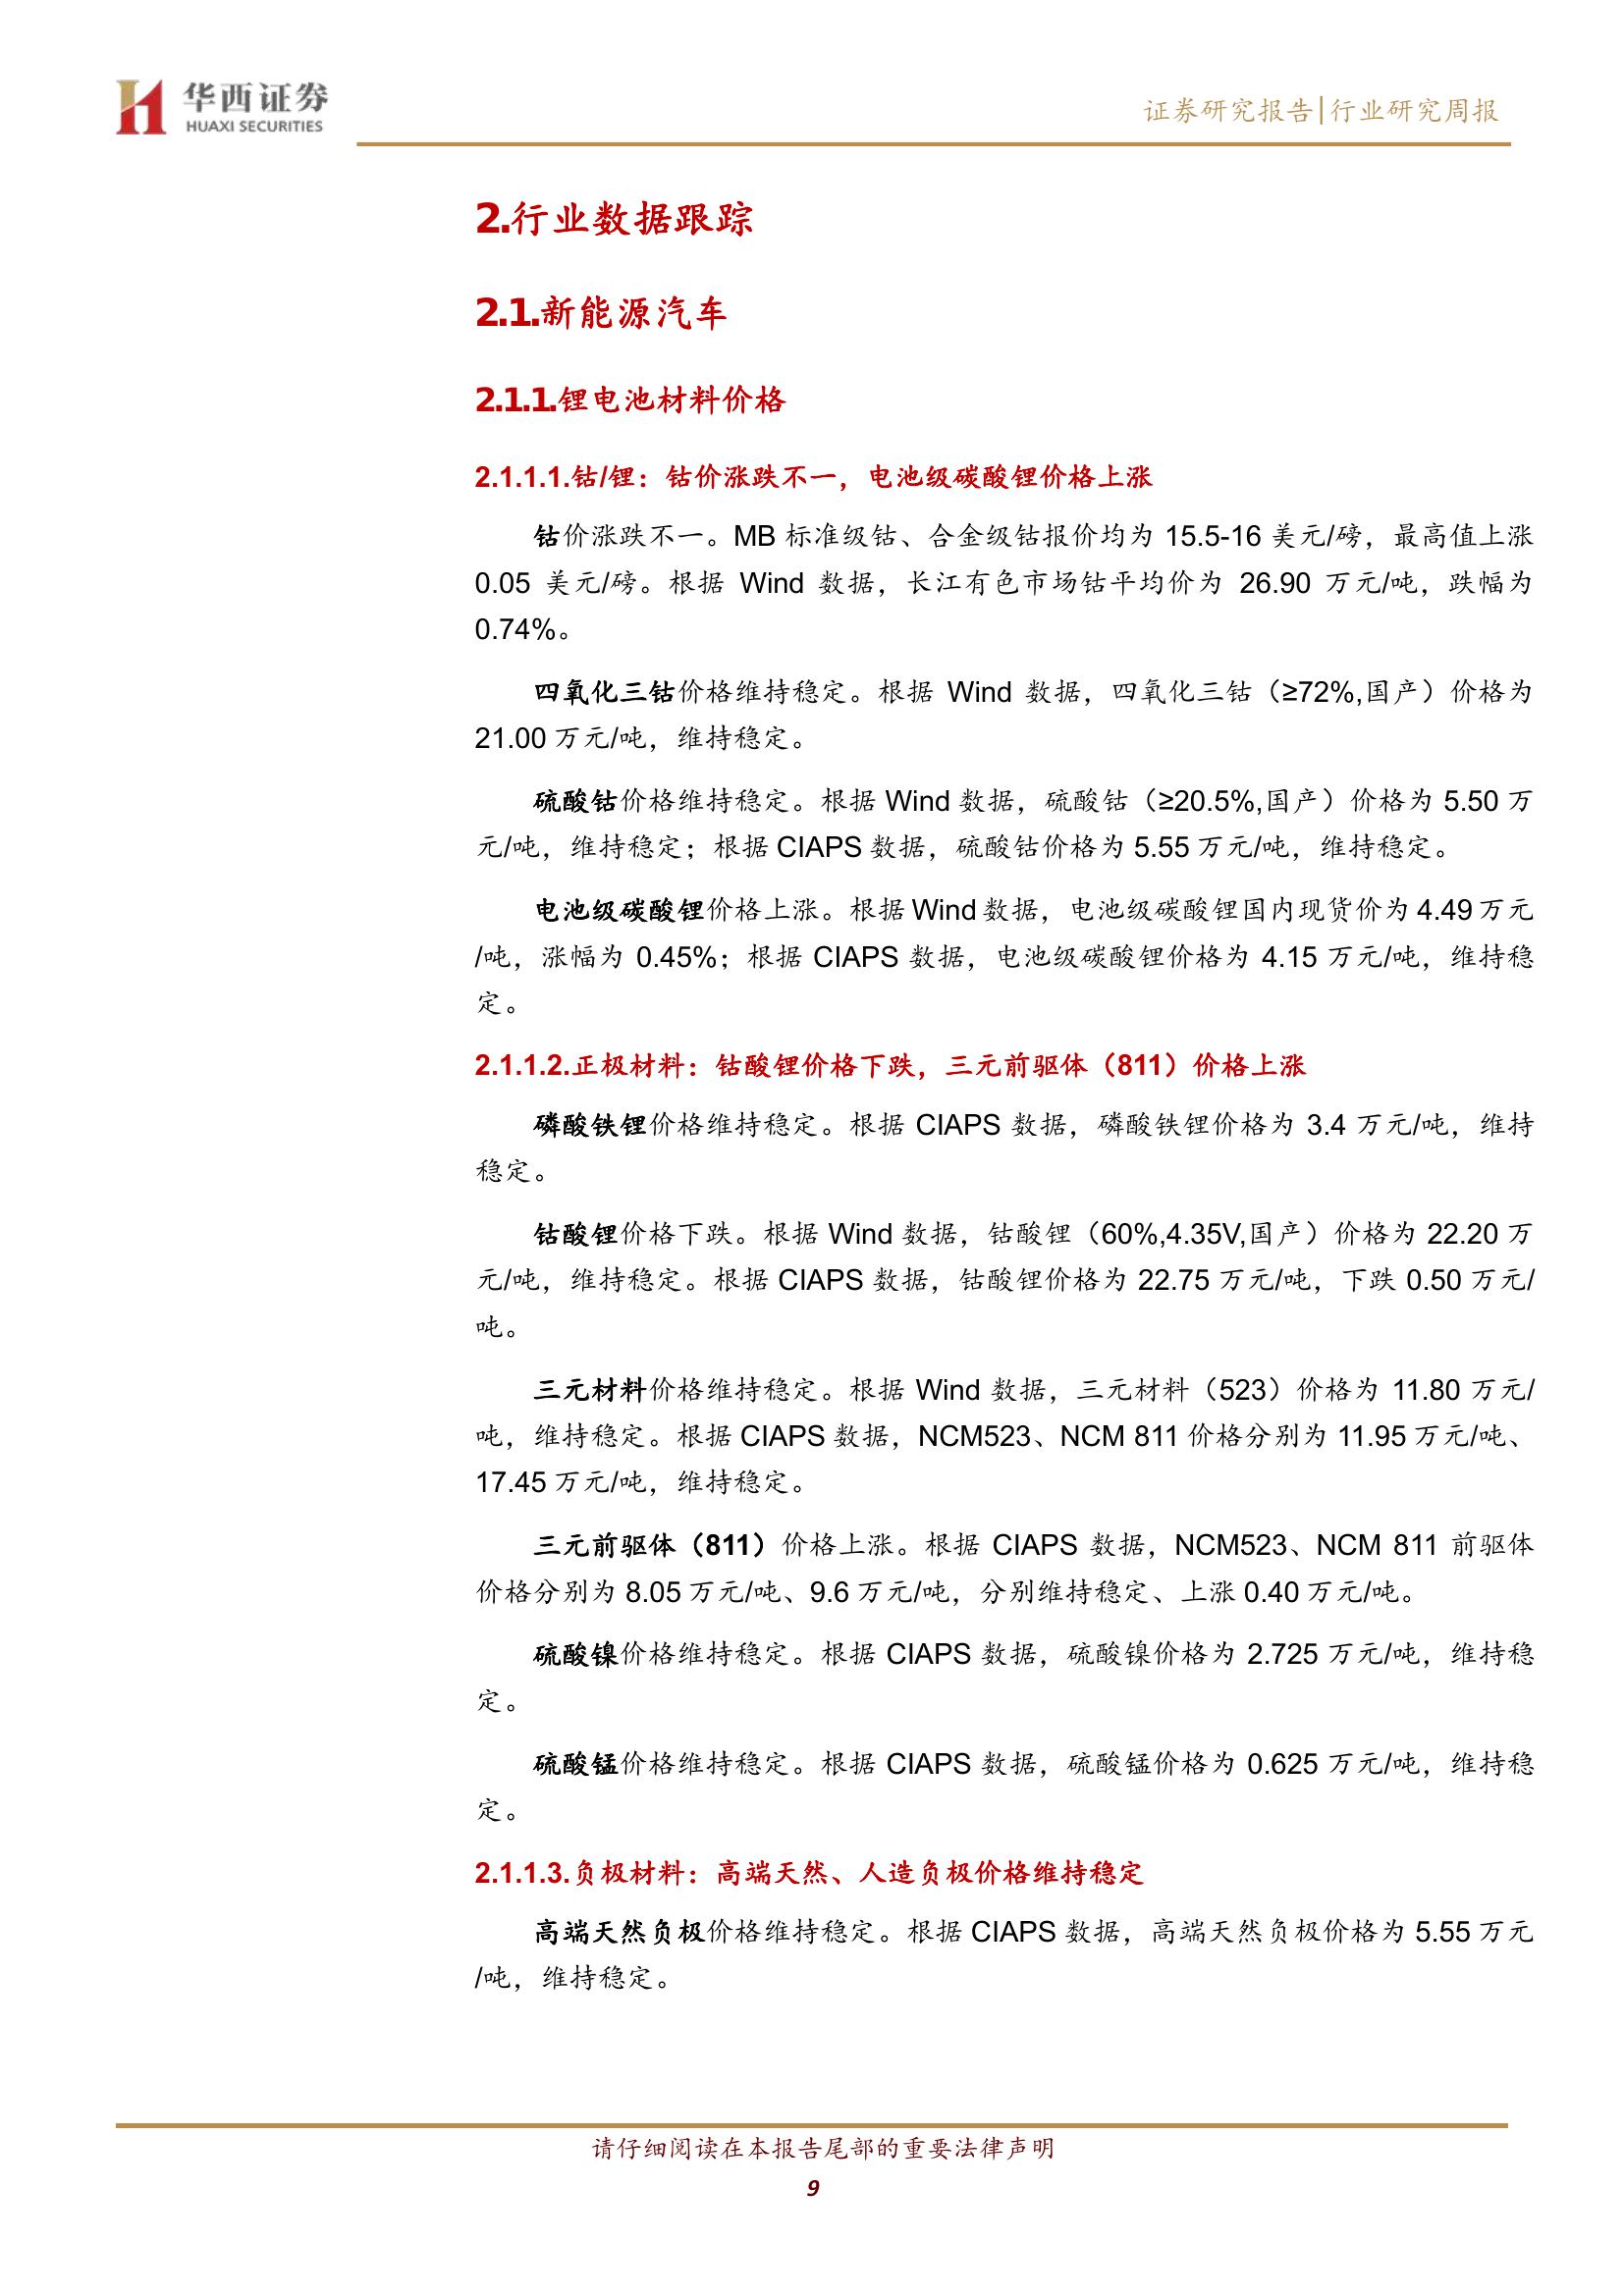 华西证券
HUAXI SECURITIES
证券研究报告|行业研究周报
2.行业数据跟踪
2.1.新能源汽车
2.1.1.锂电池材料价格
2.1.1.1.钴/锂：钴价涨跌不一，电池级碳酸锂价格上涨
钴价涨跌不一。MB 标准级钴、合金级钴报价均为 15.5-16 美元/磅，最高值上涨
0.05 美元/磅。根据 Wind 数据，长江有色市场钴平均价为 26.90 万元/吨，跌幅为
0.74%。
四氧化三钴价格维持稳定。根据 Wind 数据，四氧化三钴（≥72%,国产）价格为
21.00 万元/吨，维持稳定。
硫酸钴价格维持稳定。根据 Wind 数据，硫酸钴（≥20.5%,国产）价格为 5.50 万
元/吨，维持稳定；根据 CIAPS 数据，硫酸钴价格为 5.55 万元/吨，维持稳定。
电池级碳酸锂价格上涨。根据 Wind 数据，电池级碳酸锂国内现货价为 4.49 万元
/吨，涨幅为 0.45%；根据 CIAPS 数据，电池级碳酸锂价格为 4.15 万元/吨，维持稳
定。
2.1.1.2.正极材料：钴酸锂价格下跌，三元前驱体（811）价格上涨
磷酸铁锂价格维持稳定。根据 CIAPS 数据，磷酸铁锂价格为 3.4 万元/吨，维持
稳定。
钴酸锂价格下跌。根据 Wind 数据，钴酸锂（60%,4.35V,国产）价格为 22.20 万
元/吨，维持稳定。根据 CIAPS 数据，钴酸锂价格为 22.75 万元/吨，下跌 0.50 万元/
吨。
三元材料价格维持稳定。根据 Wind 数据，三元材料（523）价格为 11.80 万元/
吨，维持稳定。根据 CIAPS 数据，NCM523、NCM 811 价格分别为 11.95 万元/吨、
17.45 万元/吨，维持稳定。
三元前驱体（811）价格上涨。根据 CIAPS 数据，NCM523、NCM 811 前驱体
价格分别为 8.05 万元/吨、9.6 万元/吨，分别维持稳定、上涨 0.40 万元/吨。
硫酸镍价格维持稳定。根据 CIAPS 数据，硫酸镍价格为 2.725 万元/吨，维持稳
定。
硫酸锰价格维持稳定。根据 CIAPS 数据，硫酸锰价格为 0.625 万元/吨，维持稳
定。
2.1.1.3.负极材料：高端天然、人造负极价格维持稳定
高端天然负极价格维持稳定。根据 CIAPS 数据，高端天然负极价格为 5.55 万元
/吨，维持稳定。
请仔细阅读在本报告尾部的重要法律声明
9